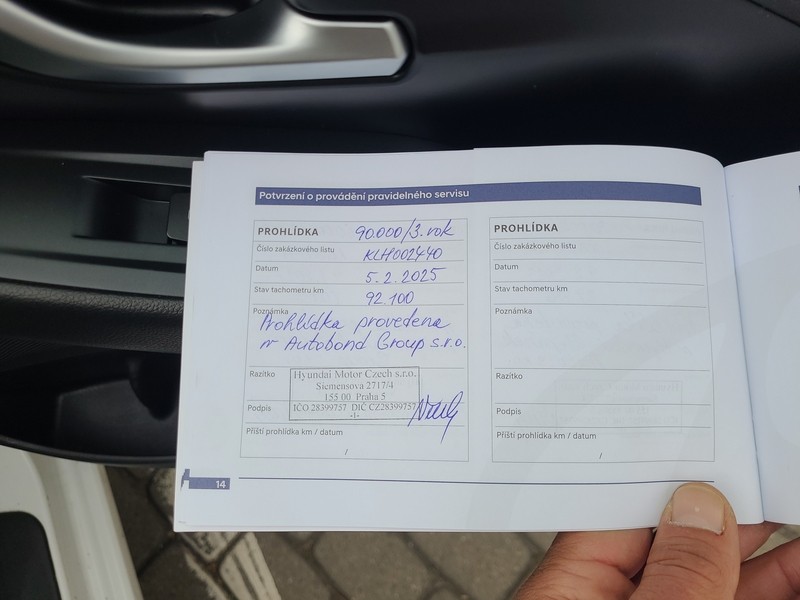 Potvrzení o provádění pravidelného servisu
PROHLÍDKA 90.000/3. rok
Číslo zakázkového listu KLH002440
Datum 5. 2. 2025
Stav tachometru km 92.100
Poznámka
Prohlídka provedena
v Autobond Group s.r.o.
Razítko
Hyundai Motor Czech s.r.o.
Siemensova 2717/4
155 00 Praha 5
Podpis
IČO 28399757 DIČ CZ28399757
-1-
Příští prohlídka km / datum
/
PROHLÍDKA
Číslo zakázkového listu
Datum
Stav tachometru km
Poznámka
Razítko
Podpis
Příští prohlídka km / datum
/
14